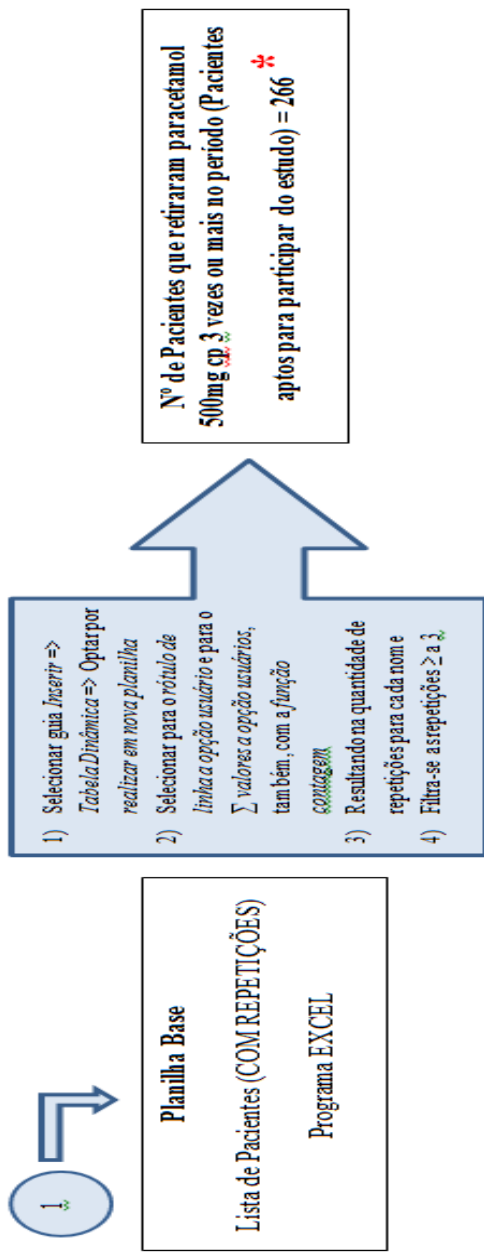 1
Planilha Base
Lista de Pacientes (COM REPETIÇÕES)
Programa EXCEL
1) Selecionar guia Inserir =>
Tabela Dinâmica => Optar por
realizar em nova planilha
2) Selecionar para o rótulo de
linha a opção usuário e para o
∑ valores a opção usuários,
também, com a função
contagem
3) Resultando na quantidade de
repetições para cada nome
4) Filtra-se as repetições ≥ a 3
Nº de Pacientes que retiraram paracetamol
500mg cp 3 vezes ou mais no período (Pacientes
aptos para participar do estudo) = 266 *